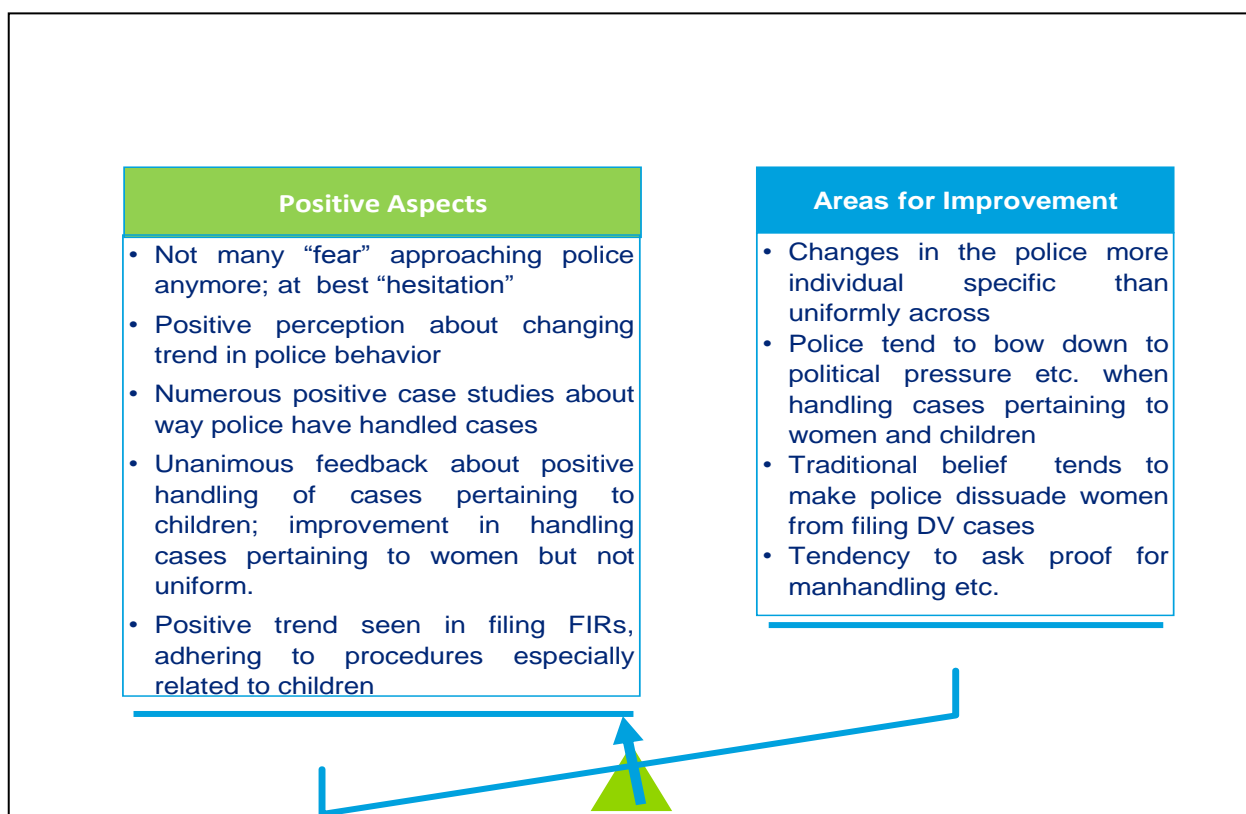 Positive Aspects
• Not many “fear” approaching police
anymore; at best “hesitation”
• Positive perception about changing
trend in police behavior
• Numerous positive case studies about
way police have handled cases
• Unanimous feedback about positive
handling of cases pertaining to
children; improvement in handling
cases pertaining to women but not
uniform.
• Positive trend seen in filing FIRs,
adhering to procedures especially
related to children
Areas for Improvement
• Changes in the police more
individual specific than
uniformly across
• Police tend to bow down to
political pressure etc. when
handling cases pertaining to
women and children
• Traditional belief tends to
make police dissuade women
from filing DV cases
• Tendency to ask proof for
manhandling etc.